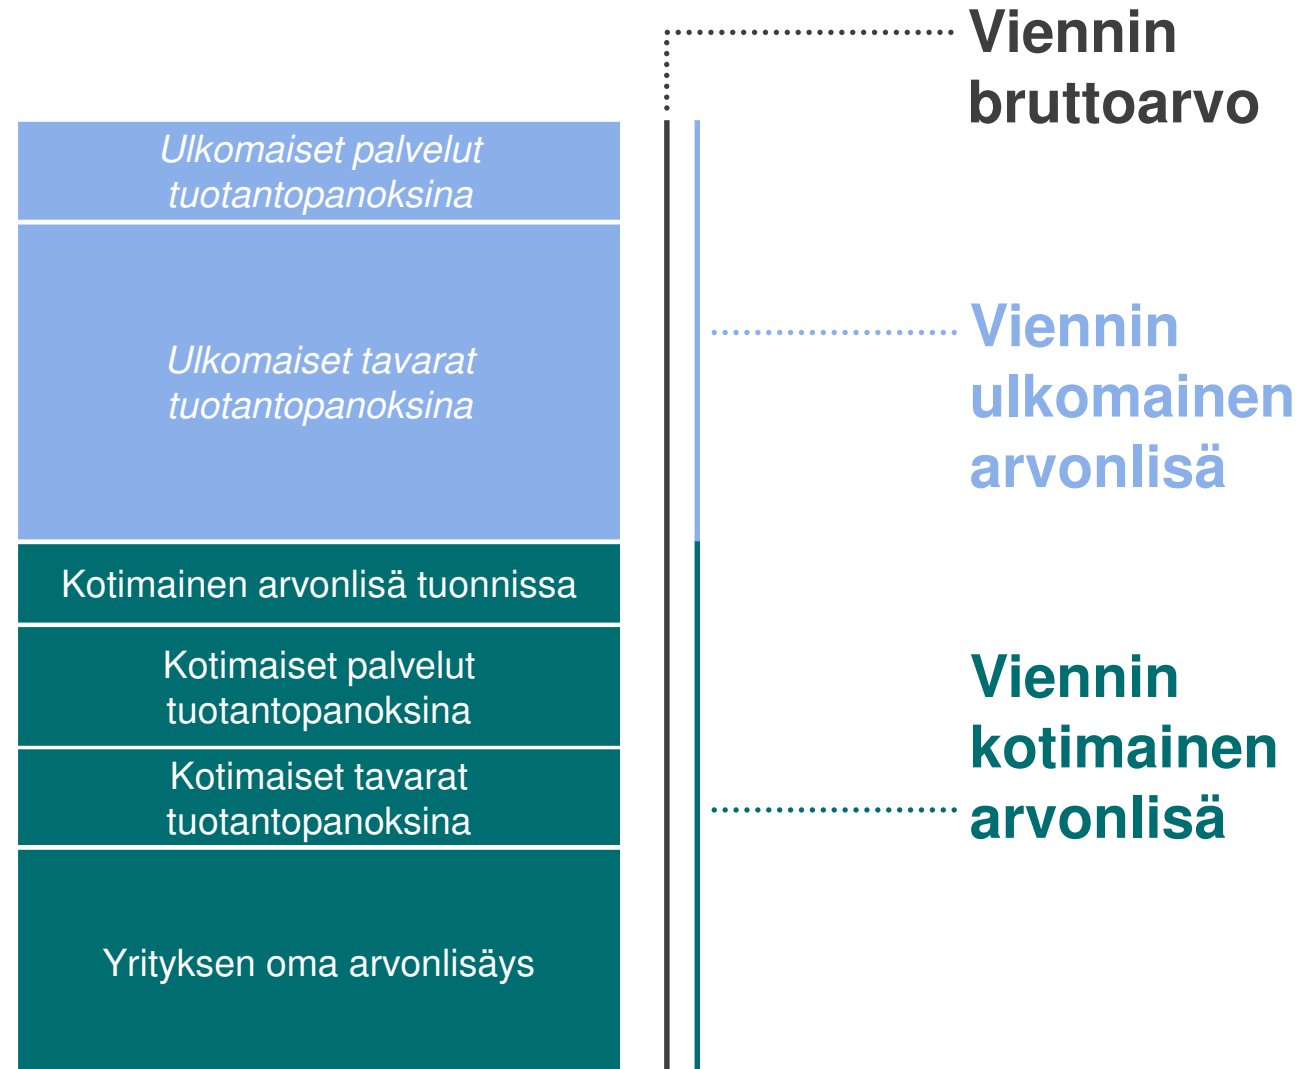 Viennin
bruttoarvo
Ulkomaiset palvelut
tuotantopanoksina
Ulkomaiset tavarat
tuotantopanoksina
Viennin
ulkomainen
arvonlisä
Kotimainen arvonlisä tuonnissa
Kotimaiset palvelut
tuotantopanoksina
Kotimaiset tavarat
tuotantopanoksina
Viennin
kotimainen
arvonlisä
Yrityksen oma arvonlisäys